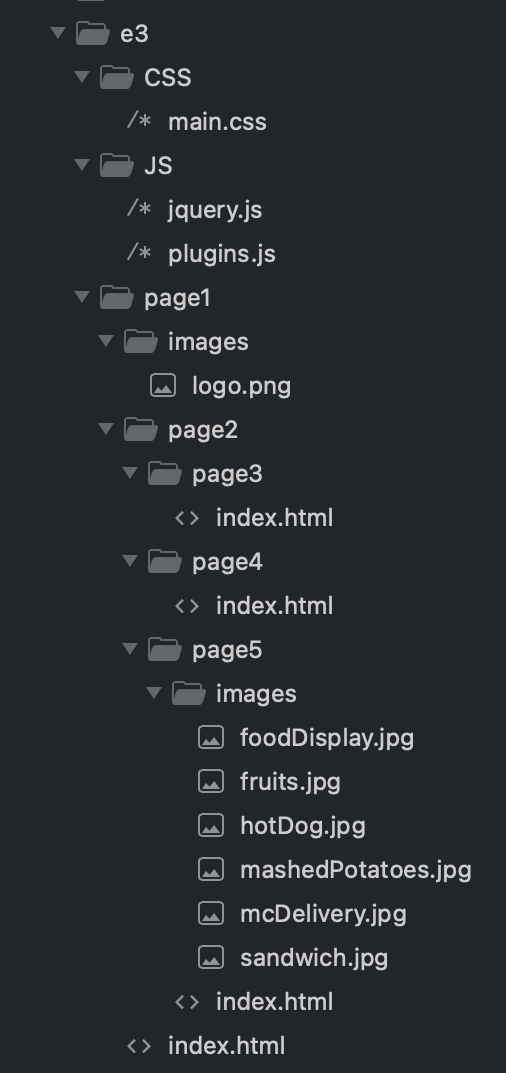 e3
CSS
/* main.css
JS
/* jquery.js
/* plugins.js
page1
images
logo.png
page2
page3
<> index.html
page4
<> index.html
page5
images
foodDisplay.jpg
fruits.jpg
hotDog.jpg
mashedPotatoes.jpg
mcDelivery.jpg
sandwich.jpg
<> index.html
<> index.html